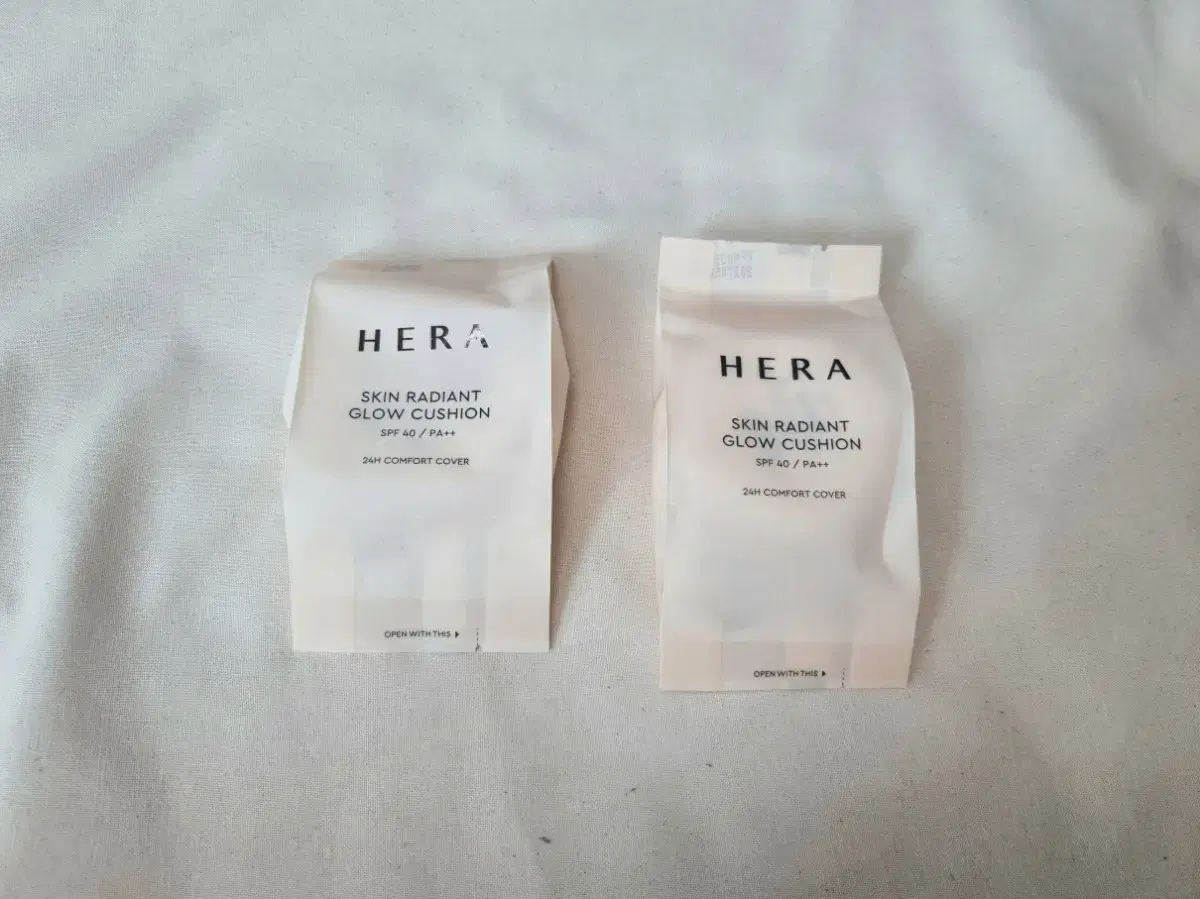 HERA
SKIN RADIANT
GLOW CUSHION
SPF 40 / PA++
24H COMFORT COVER
OPEN WITH THIS
HERA
SKIN RADIANT
GLOW CUSHION
SPF 40 / PA++
24H COMFORT COVER
OPEN WITH THIS